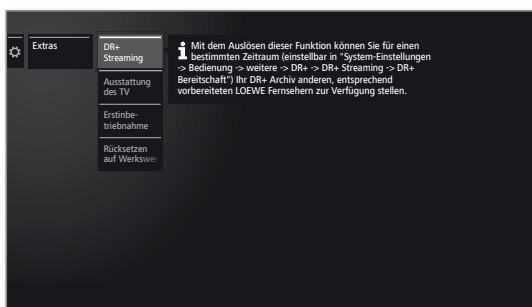 Extras
DR+
Streaming
Ausstattung
des TV
Erstinbe-
triebnahme
Rücksetzen
auf Werkswer
i Mit dem Auslösen dieser Funktion können Sie für einen
bestimmten Zeitraum (einstellbar in "System-Einstellungen
-> Bedienung -> weitere -> DR+ -> DR+ Streaming -> DR+
Bereitschaft") Ihr DR+ Archiv anderen, entsprechend
vorbereiteten LOEWE Fernsehern zur Verfügung stellen.